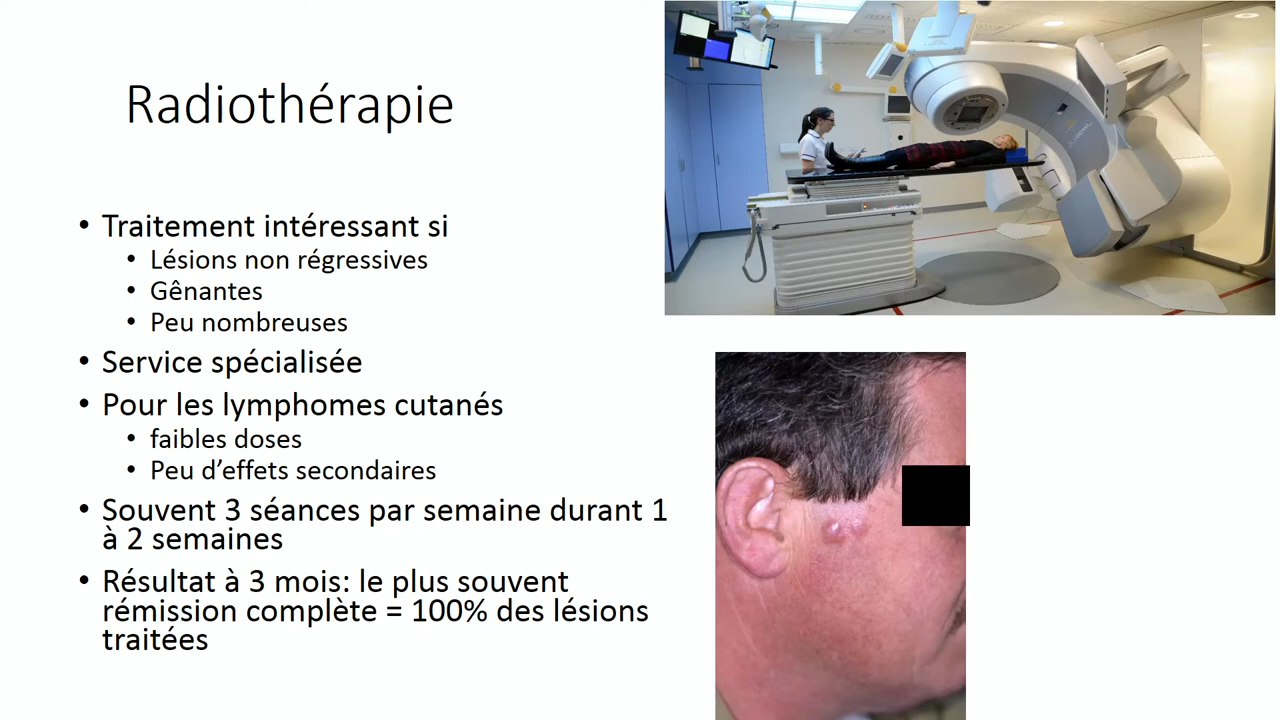 Radiothérapie
• Traitement intéressant si
• Lésions non régressives
• Gênantes
• Peu nombreuses
• Service spécialisée
• Pour les lymphomes cutanés
• faibles doses
• Peu d'effets secondaires
• Souvent 3 séances par semaine durant 1
à 2 semaines
• Résultat à 3 mois: le plus souvent
rémission complète = 100% des lésions
traitées